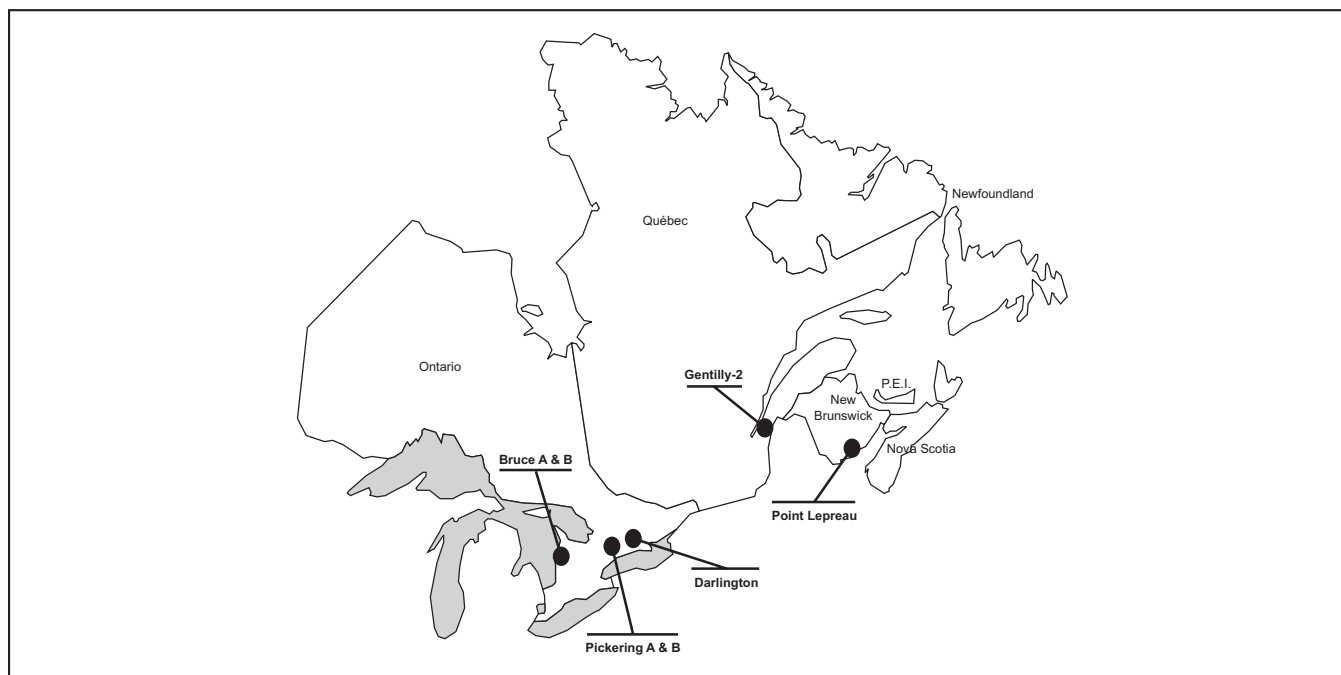 Newfoundland
Québec
Ontario
Gentilly-2
P.E.I.
New
Brunswick
Nova Scotia
Bruce A & B
Point Lepreau
Darlington
Pickering A & B